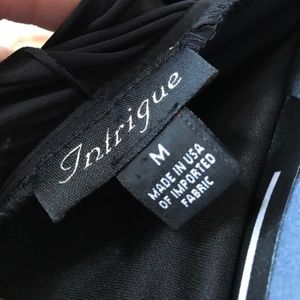 Intrigue
M
MADE IN USA
OF IMPORTED
FABRIC